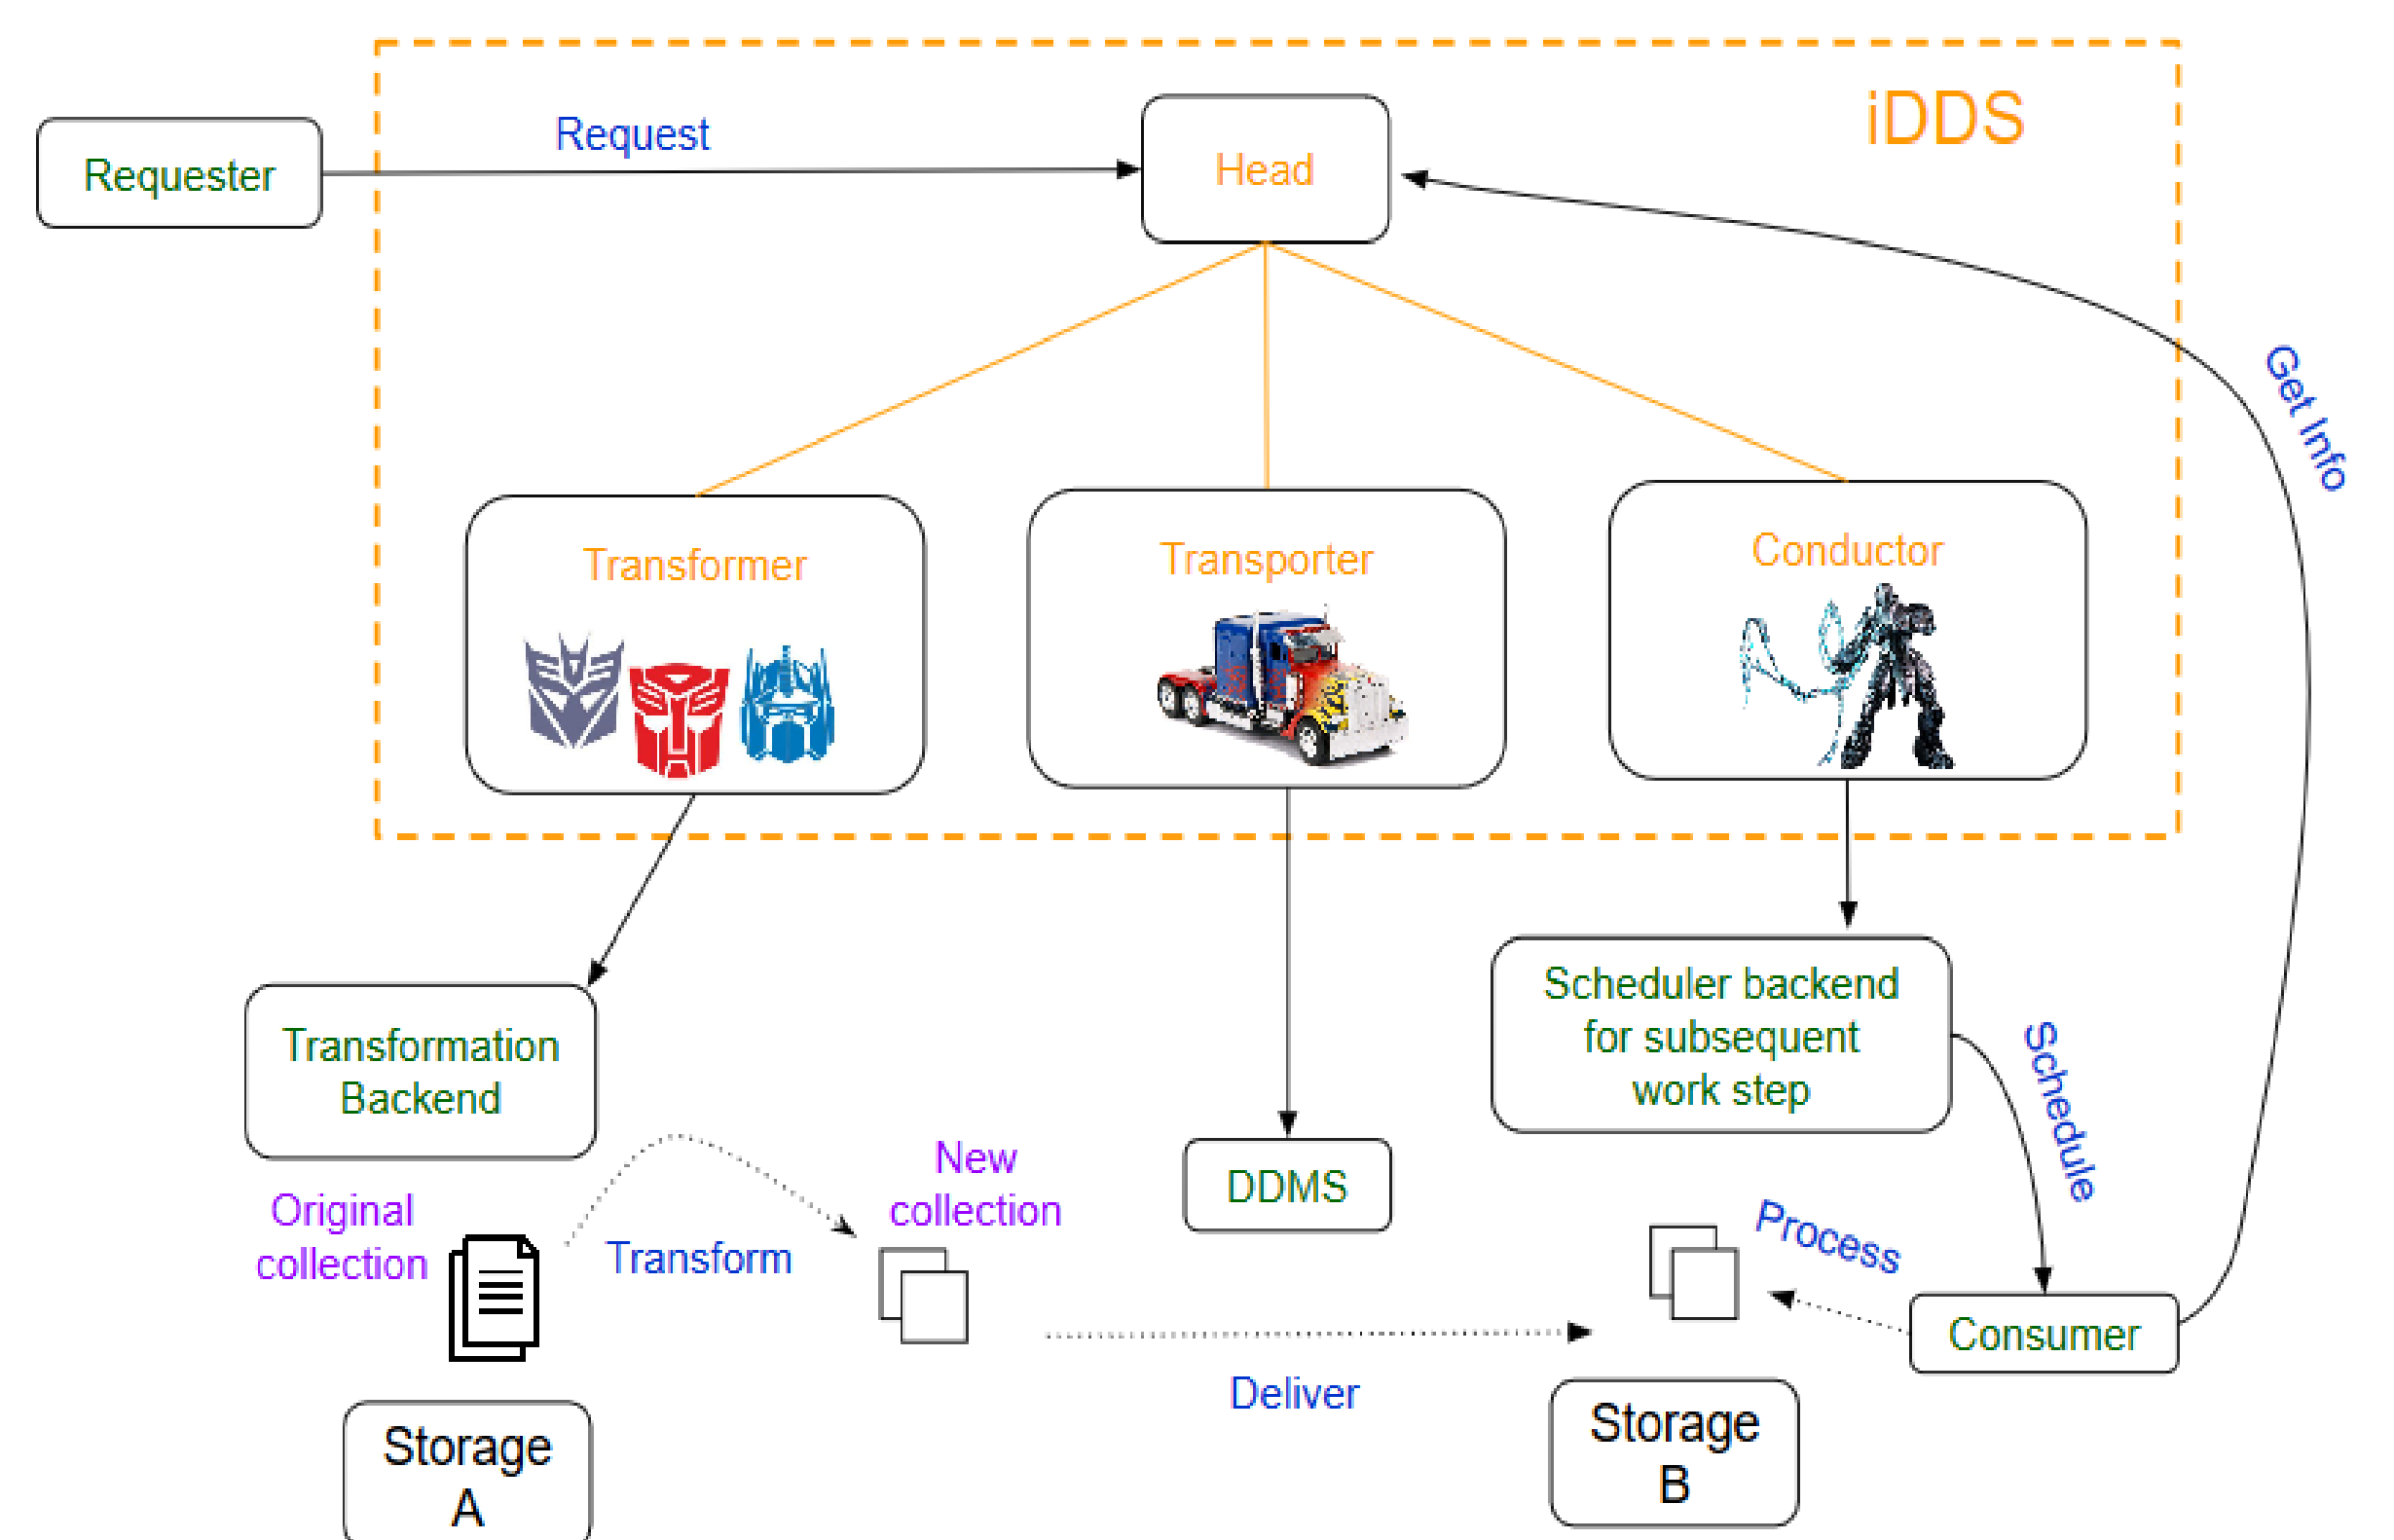 iDDS
Request
Head
Requester
Get Info
Transformer
Transporter
Conductor
Scheduler backend
for subsequent
work step
Schedule
Transformation
Backend
New
collection
DDMS
Original
collection
Transform
Process
Consumer
Deliver
Storage
A
Storage
B